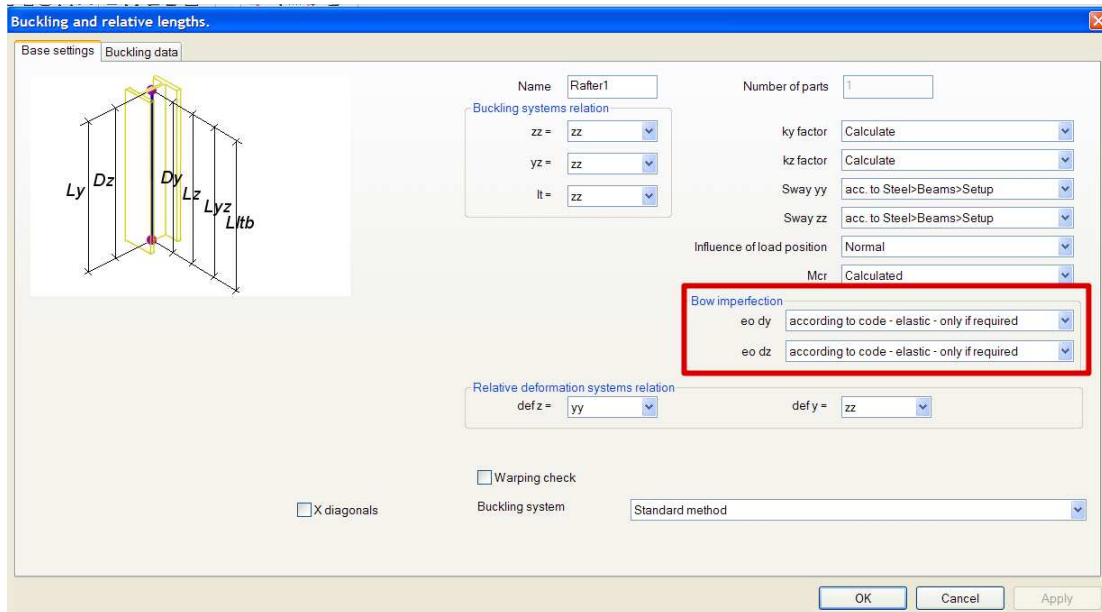 Buckling and relative lengths.
Base settings Buckling data
Name Rafter1 Number of parts 1
Buckling systems relation
zz = zz ky factor Calculate
yz = zz kz factor Calculate
lt = zz Sway yy acc. to Steel>Beams>Setup
Sway zz acc. to Steel>Beams>Setup
Influence of load position Normal
Mcr Calculated
Ly Dz Dy Lz Lyz Lltb
Bow imperfection
eo dy according to code - elastic - only if required
eo dz according to code - elastic - only if required
Relative deformation systems relation
def z = yy def y = zz
Warping check
X diagonals Buckling system Standard method
OK Cancel Apply